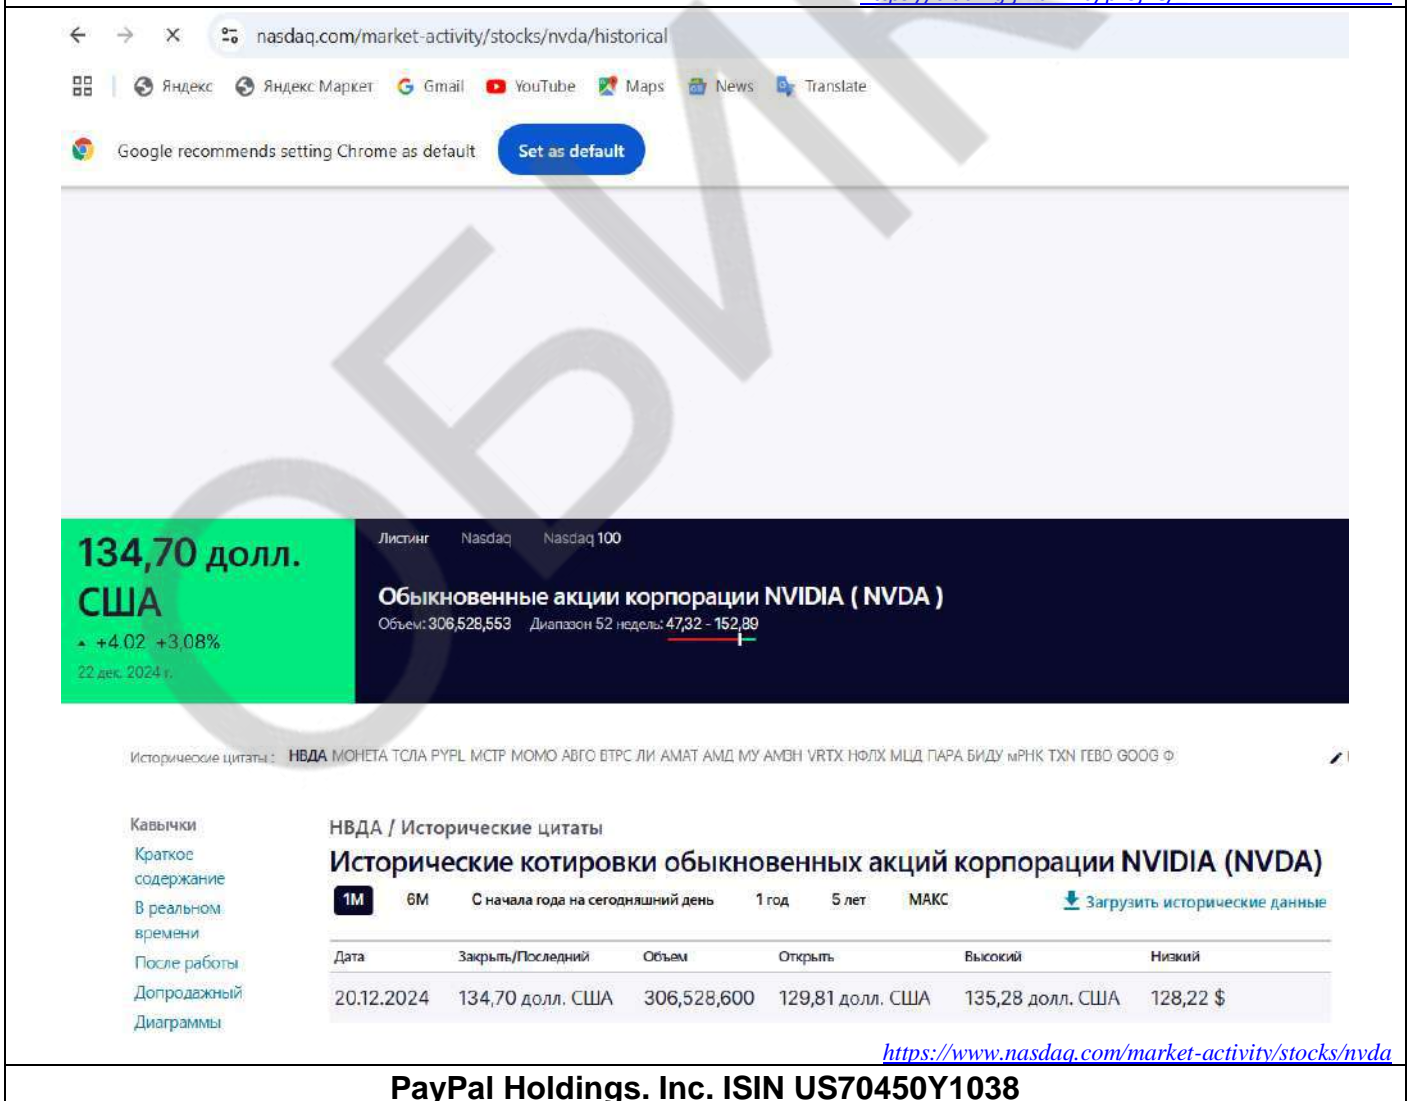 nasdaq.com/market-activity/stocks/nvda/historical
Яндекс Яндекс Маркет Gmail YouTube Maps News Translate
Google recommends setting Chrome as default Set as default
ОБИ
134,70 долл.
США
+4.02 +3,08%
22 дек. 2024 г.
Листинг Nasdaq Nasdaq 100
Обыкновенные акции корпорации NVIDIA ( NVDA )
Объем: 306,528,553 Диапазон 52 недель: 47,32 - 152,89
Исторические цитаты : НВДА МОНЕТА ТСЛА PYPL МСТР МОМО АВГО ВТРС ЛИ АМАТ АМД МУ АМЗН VRTX НФЛХ МЦД ПАРА БИДУ мРНК TXN ГЕВО GOOG Ф
Кавычки
Краткое
содержание
В реальном
времени
После работы
Допродажный
Диаграммы
НВДА / Исторические цитаты
Исторические котировки обыкновенных акций корпорации NVIDIA (NVDA)
1М 6М С начала года на сегодняшний день 1 год 5 лет МАКС Загрузить исторические данные
Дата Закрыть/Последний Объем Открыть Высокий Низкий
20.12.2024 134,70 долл. США 306,528,600 129,81 долл. США 135,28 долл. США 128,22 $
https://www.nasdaq.com/market-activity/stocks/nvda
PayPal Holdings, Inc. ISIN US70450Y1038